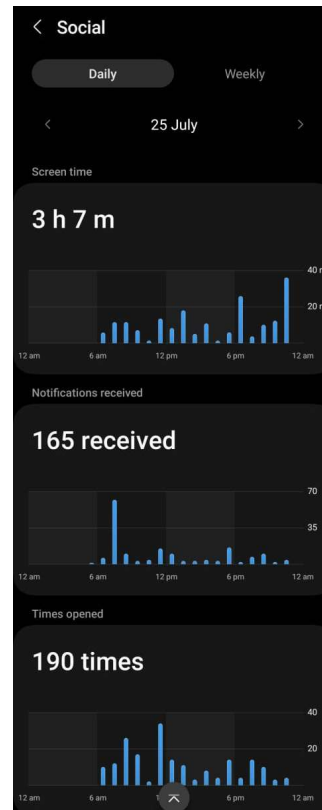 Social
Daily Weekly
25 July
Screen time
3 h 7 m
40
20
12 am 6 am 12 pm 6 pm 12 am
Notifications received
165 received
70
35
12 am 6 am 12 pm 6 pm 12 am
Times opened
190 times
40
20
12 am 6 am 6 pm 12 am